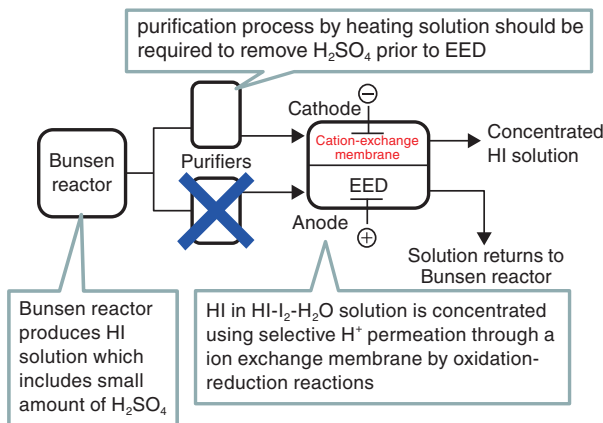 purification process by heating solution should be
required to remove H₂SO₄ prior to EED
Cathode
−
Bunsen
reactor
Purifiers
Cation-exchange
membrane
Concentrated
HI solution
EED
Anode
+
Solution returns to
Bunsen reactor
Bunsen reactor
produces HI
solution which
includes small
amount of H₂SO₄
HI in HI-I₂-H₂O solution is concentrated
using selective H⁺ permeation through a
ion exchange membrane by oxidation-
reduction reactions